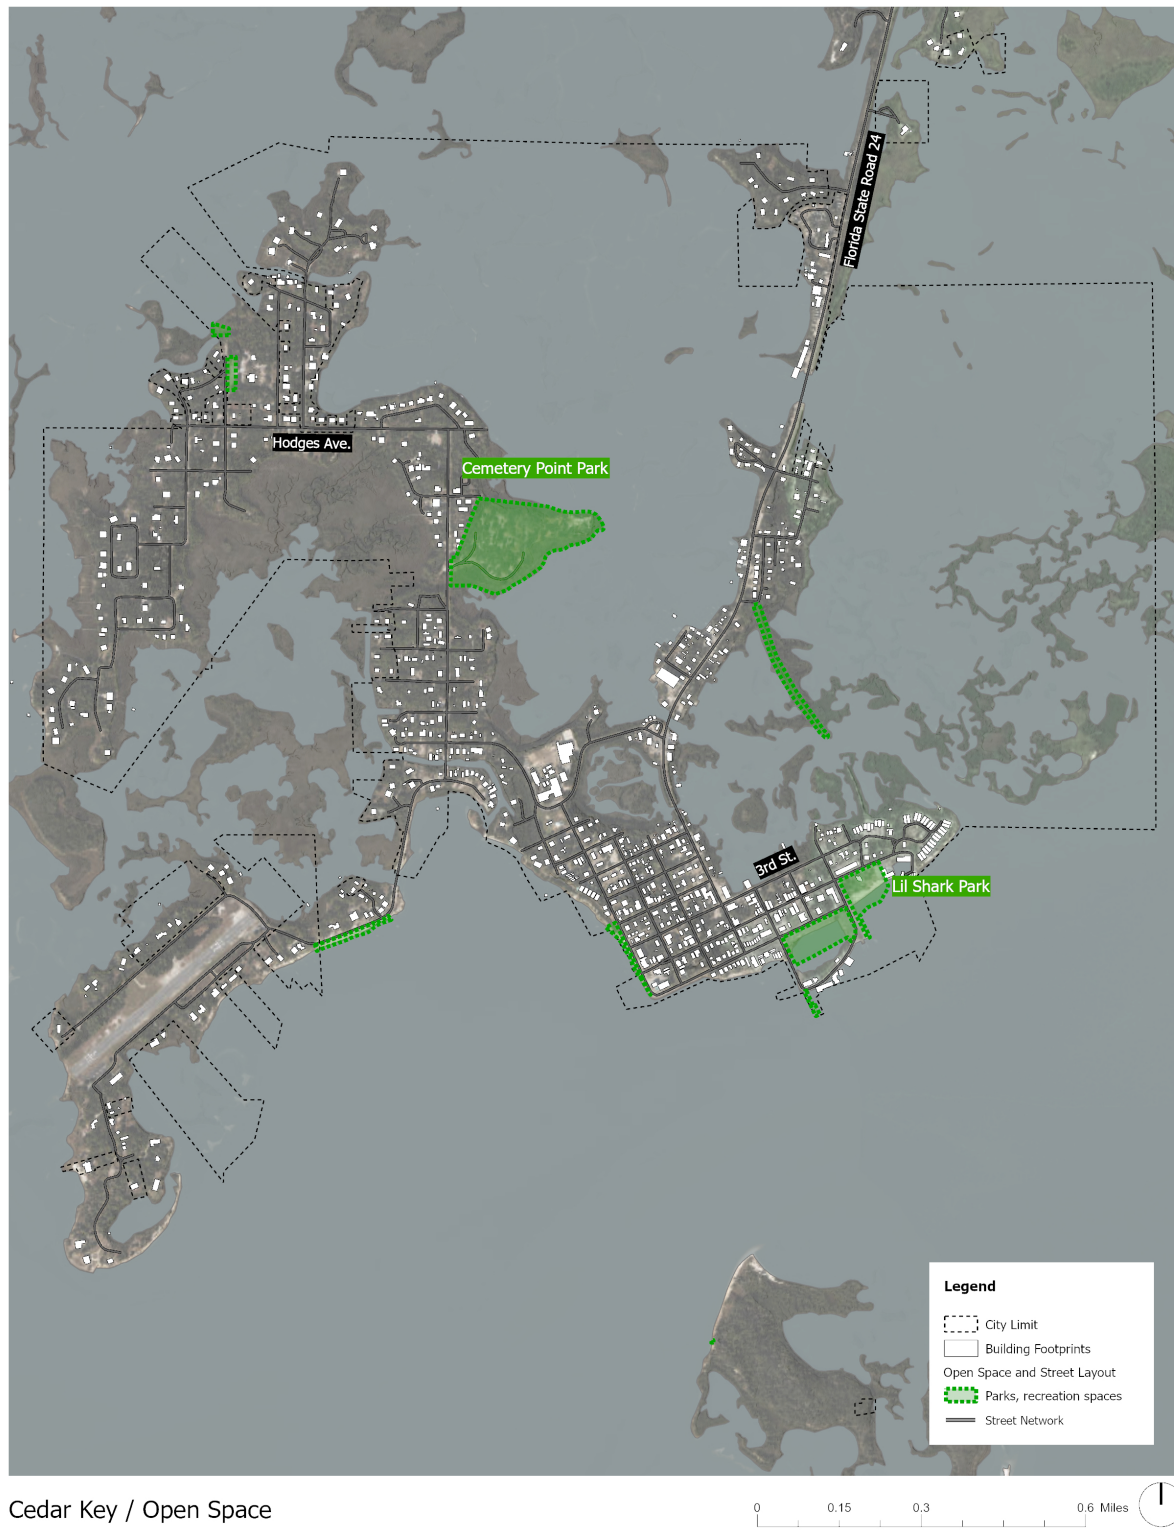 Florida State Road 24
Hodges Ave.
Cemetery Point Park
3rd St.
Lil Shark Park
Legend
City Limit
Building Footprints
Open Space and Street Layout
Parks, recreation spaces
Street Network
Cedar Key / Open Space
0 0.15 0.3 0.6 Miles